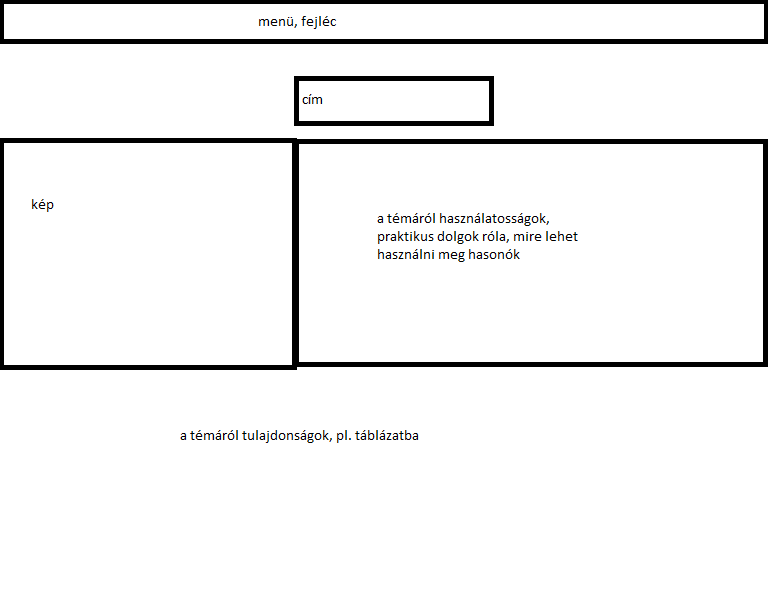 menü, fejléc
cím
kép
a témáról használatosságok,
praktikus dolgok róla, mire lehet
használni meg hasonók
a témáról tulajdonságok, pl. táblázatba